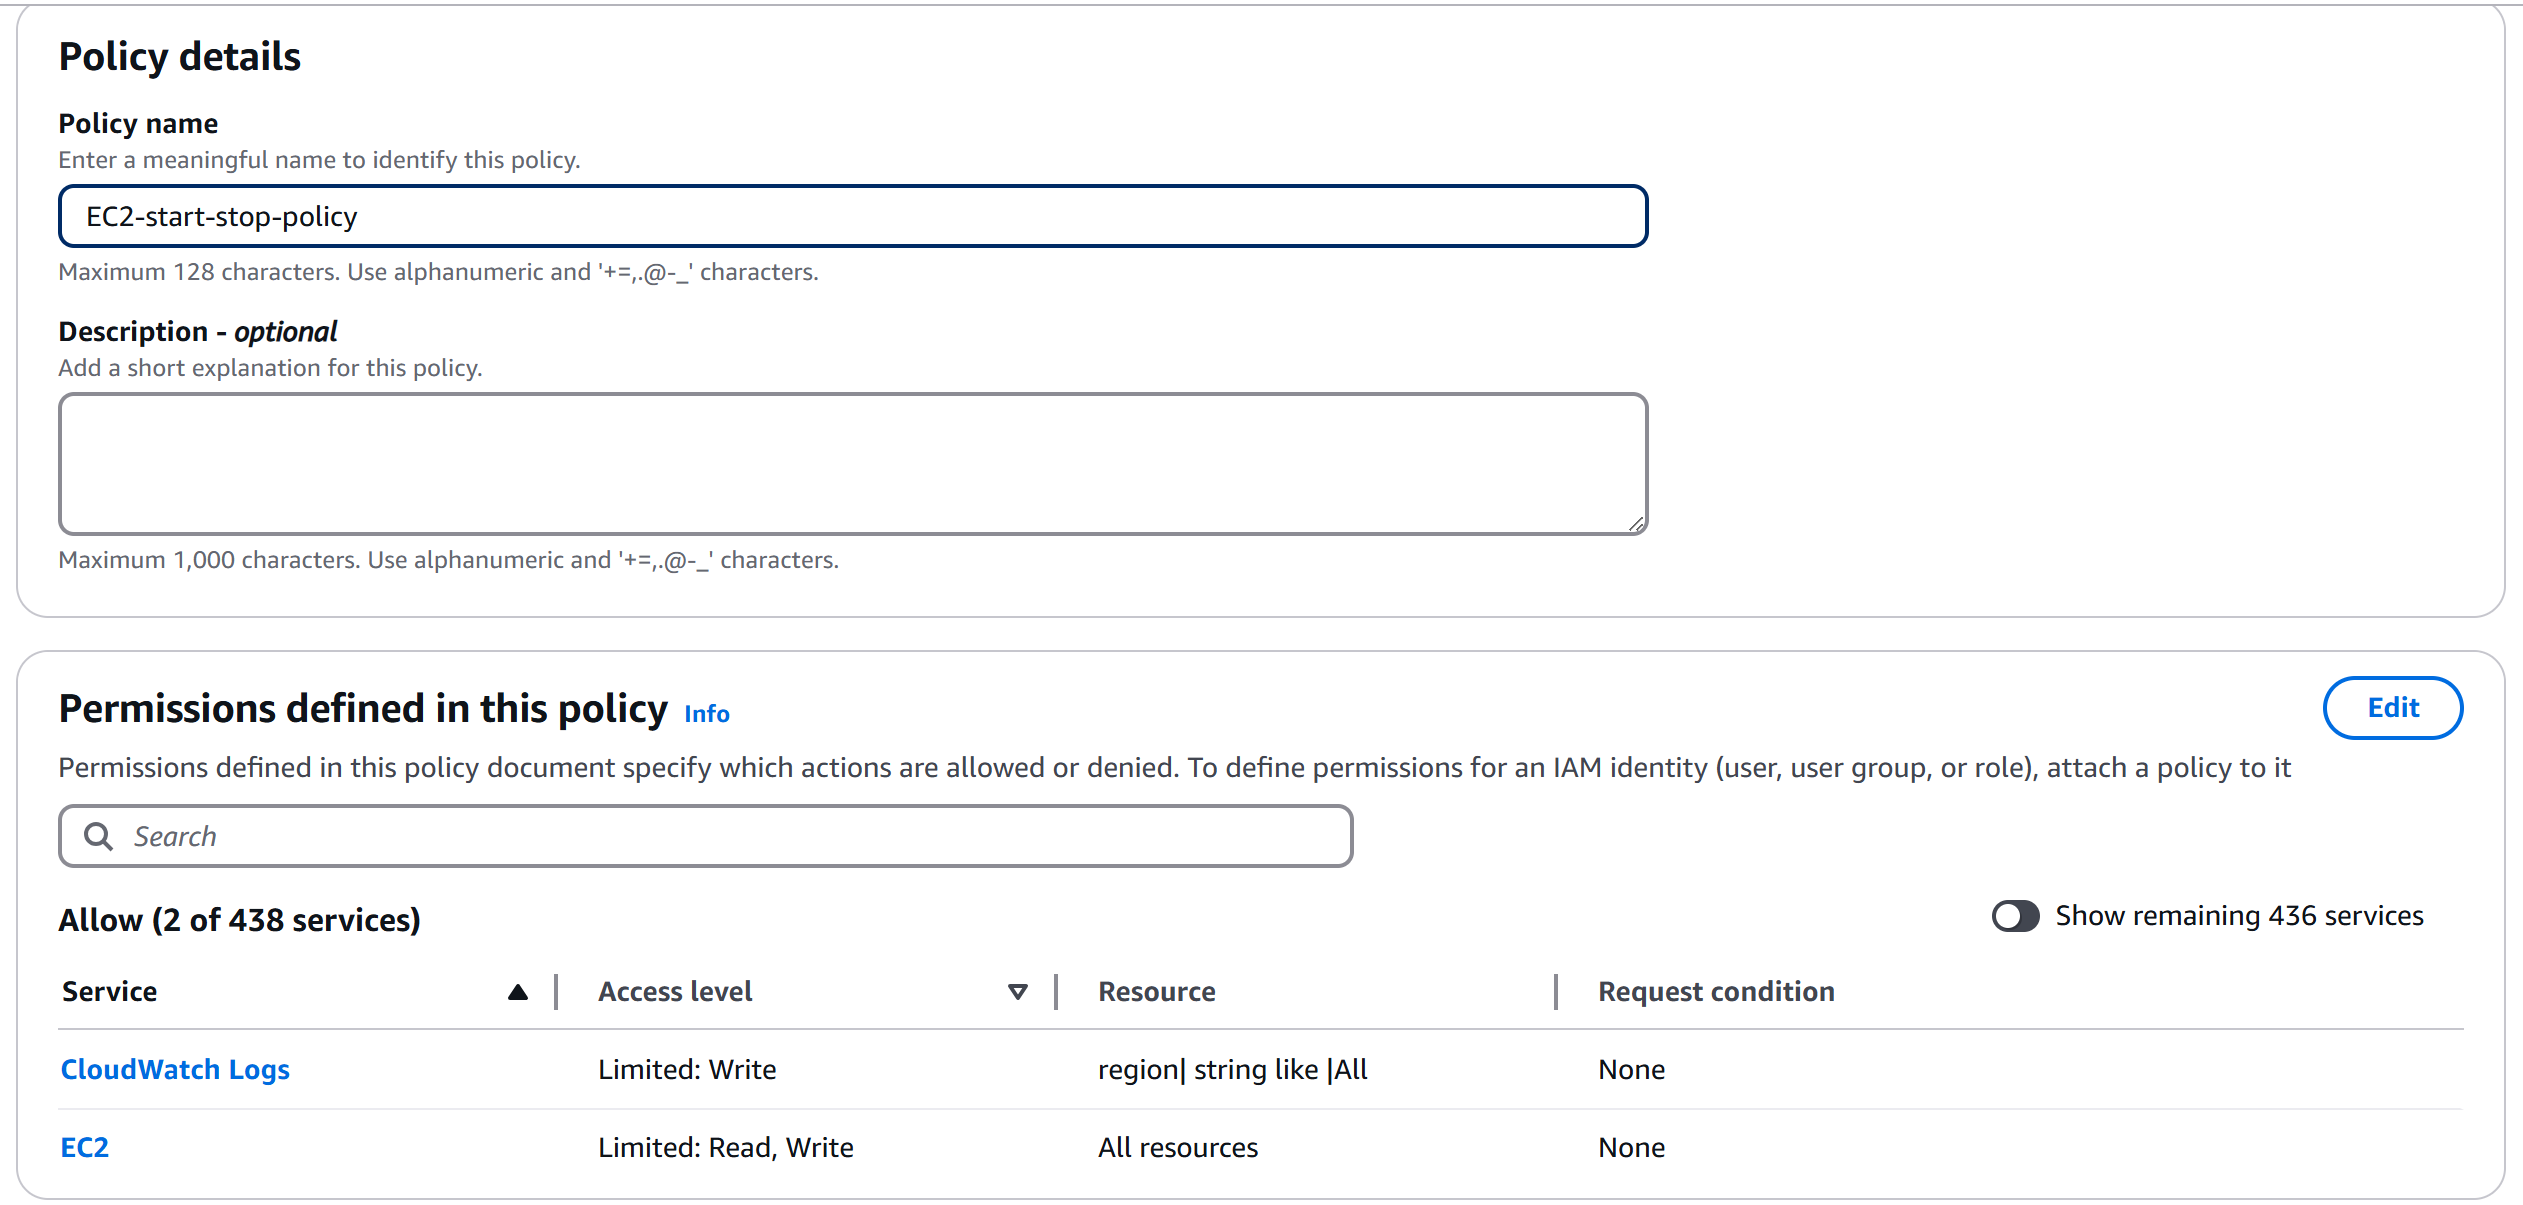 Policy details
Policy name
Enter a meaningful name to identify this policy.
EC2-start-stop-policy
Maximum 128 characters. Use alphanumeric and '+=,.@-_' characters.
Description - optional
Add a short explanation for this policy.
Maximum 1,000 characters. Use alphanumeric and '+=,.@-_' characters.
Permissions defined in this policy Info
Edit
Permissions defined in this policy document specify which actions are allowed or denied. To define permissions for an IAM identity (user, user group, or role), attach a policy to it
Search
Allow (2 of 438 services)
Show remaining 436 services
Service Access level Resource Request condition
CloudWatch Logs Limited: Write region| string like |All None
EC2 Limited: Read, Write All resources None